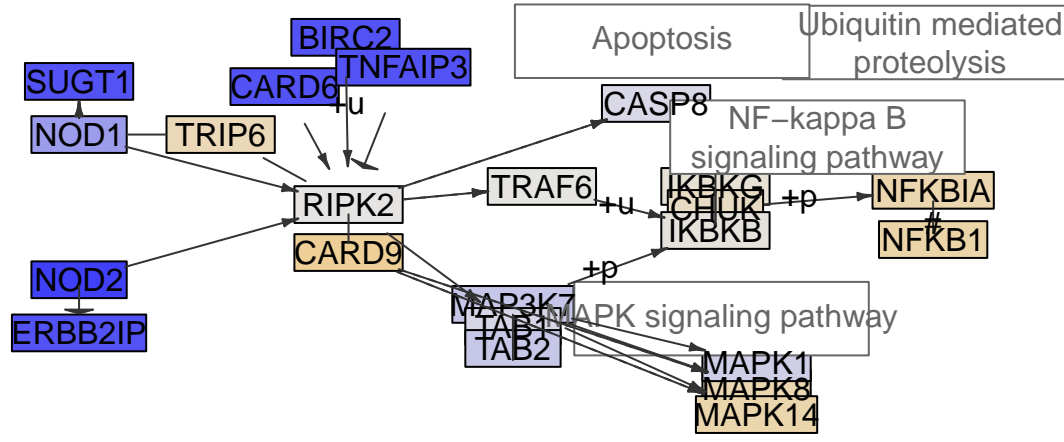 BIRC2
Apoptosis
Ubiquitin mediated
proteolysis
SUGT1
TNFAIP3
CARD6
+u
CASP8
NOD1
TRIP6
NF−kappa B
signaling pathway
RIPK2
TRAF6
+u
IKBKG
CHUK
IKBKB
+p
NFKBIA
#
NFKB1
CARD9
NOD2
ERBB2IP
+p
MAP3K7
TAB1
TAB2
MAPK signaling pathway
MAPK1
MAPK8
MAPK14